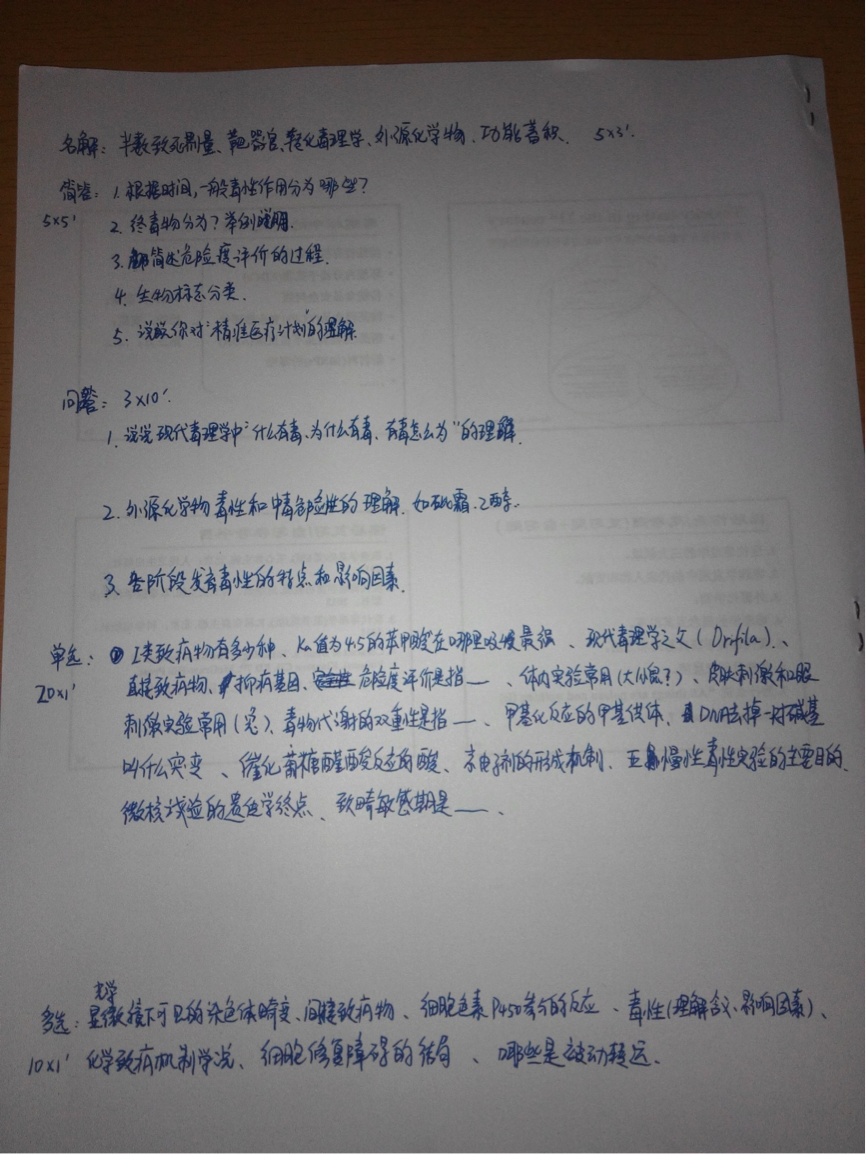 名解：半数致死剂量、靶器官、转化毒理学、外源化学物、功能蓄积. 5×3'.
简答：1. 根据时间,一般毒性作用分为哪些?
5×5' 2. 终毒物分为? 举例说明.
3. 简述危险度评价的过程.
4. 生物标志分类.
5. 说说你对"精准医疗计划"的理解
问答：3×10'.
1. 说说现代毒理学中"什么有毒、为什么有毒、有毒怎么为"的理解.
2. 外源化学物毒性和中毒的理解. 如砒霜.乙醇.
3. 各阶段发育毒性的特点和影响因素.
单选：① I类致癌物有多少种、Ka值为4.5的苯甲酸在哪里吸收最强、现代毒理学之父(Orfila)、
20×1' 直接致癌物、抑癌基因、危险度评价是指__、体内实验常用(大小鼠?)、皮肤刺激和眼
刺激实验常用(兔)、毒物代谢的双重性是指__、甲基化反应的甲基供体、DNA去掉一对碱基
叫什么突变、催化葡糖醛酸反应的酶、亲电子剂的形成机制、亚慢性毒性实验的主要目的、
微核试验的遗传学终点、致畸敏感期是__、
光学
多选：显微镜下可见的染色体畸变、间接致癌物、细胞色素P450参与的反应、毒性(理解含义、影响因素)、
10×1' 化学致癌机制学说、细胞修复障碍的结局、哪些是被动转运、